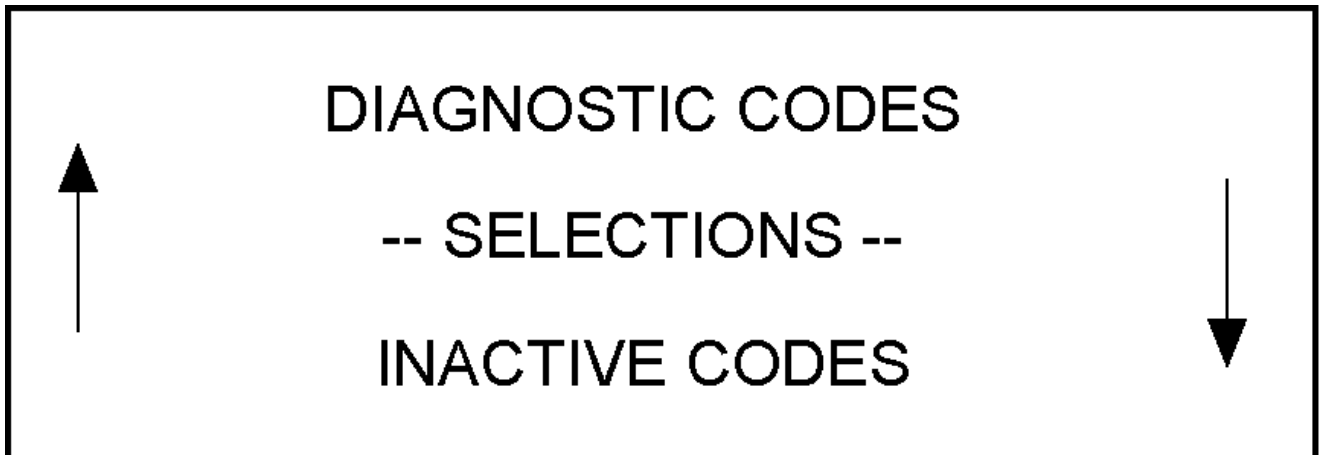 DIAGNOSTIC CODES
-- SELECTIONS --
INACTIVE CODES